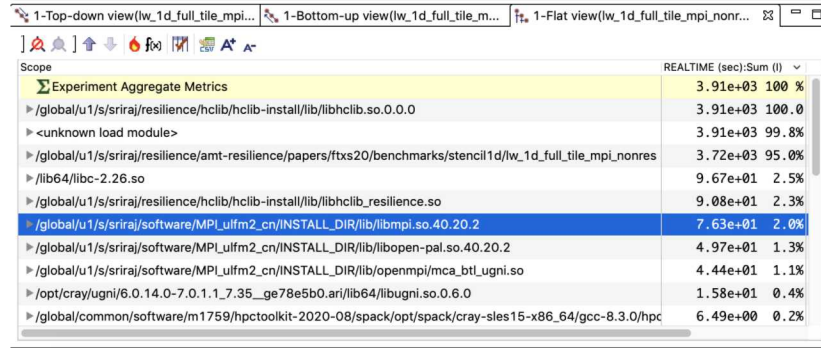 1-Top-down view(lw_1d_full_tile_mpi... 1-Bottom-up view(lw_1d_full_tile_m... 1-Flat view(lw_1d_full_tile_mpi_nonr...
f(x) CSV A+ A-
Scope REALTIME (sec):Sum (I)
Experiment Aggregate Metrics 3.91e+03 100 %
/global/u1/s/sriraj/resilience/hclib/hclib-install/lib/libhclib.so.0.0.0 3.91e+03 100.0
<unknown load module> 3.91e+03 99.8%
/global/u1/s/sriraj/resilience/amt-resilience/papers/ftxs20/benchmarks/stencil1d/lw_1d_full_tile_mpi_nonres 3.72e+03 95.0%
/lib64/libc-2.26.so 9.67e+01 2.5%
/global/u1/s/sriraj/resilience/hclib/hclib-install/lib/libhclib_resilience.so 9.08e+01 2.3%
/global/u1/s/sriraj/software/MPI_ulfm2_cn/INSTALL_DIR/lib/libmpi.so.40.20.2 7.63e+01 2.0%
/global/u1/s/sriraj/software/MPI_ulfm2_cn/INSTALL_DIR/lib/libopen-pal.so.40.20.2 4.97e+01 1.3%
/global/u1/s/sriraj/software/MPI_ulfm2_cn/INSTALL_DIR/lib/openmpi/mca_btl_ugni.so 4.44e+01 1.1%
/opt/cray/ugni/6.0.14.0-7.0.1.1_7.35__ge78e5b0.ari/lib64/libugni.so.0.6.0 1.58e+01 0.4%
/global/common/software/m1759/hpctoolkit-2020-08/spack/opt/spack/cray-sles15-x86_64/gcc-8.3.0/hpc 6.49e+00 0.2%